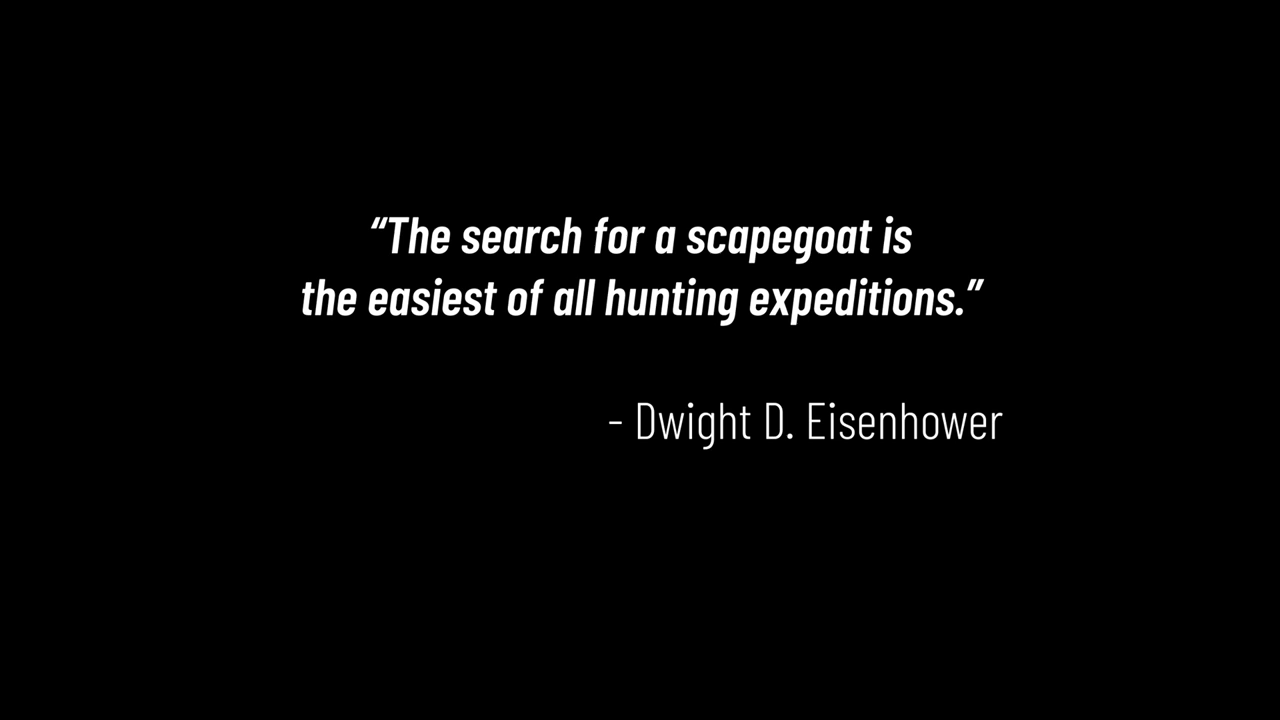 “The search for a scapegoat is
the easiest of all hunting expeditions.”
- Dwight D. Eisenhower